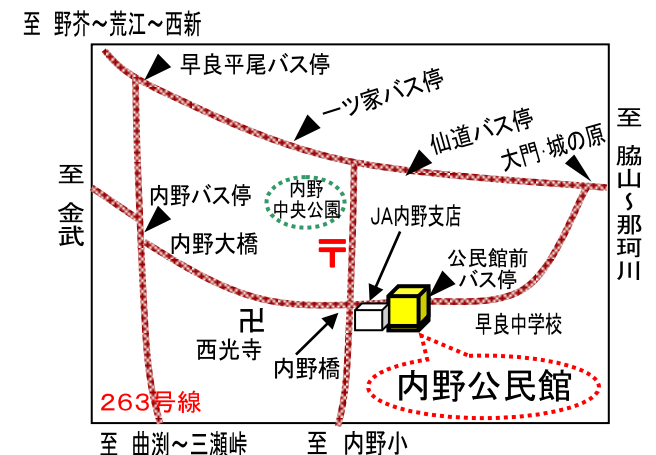 至 野芥～荒江～西新
早良平尾バス停
一ツ家バス停
仙道バス停
大門・城の原
至 脇山～那珂川
至 金武
内野バス停
内野
中央公園
JA内野支店
内野大橋
〒
公民館前
バス停
卍
西光寺
内野橋
早良中学校
内野公民館
263号線
至 曲渕～三瀬峠
至 内野小